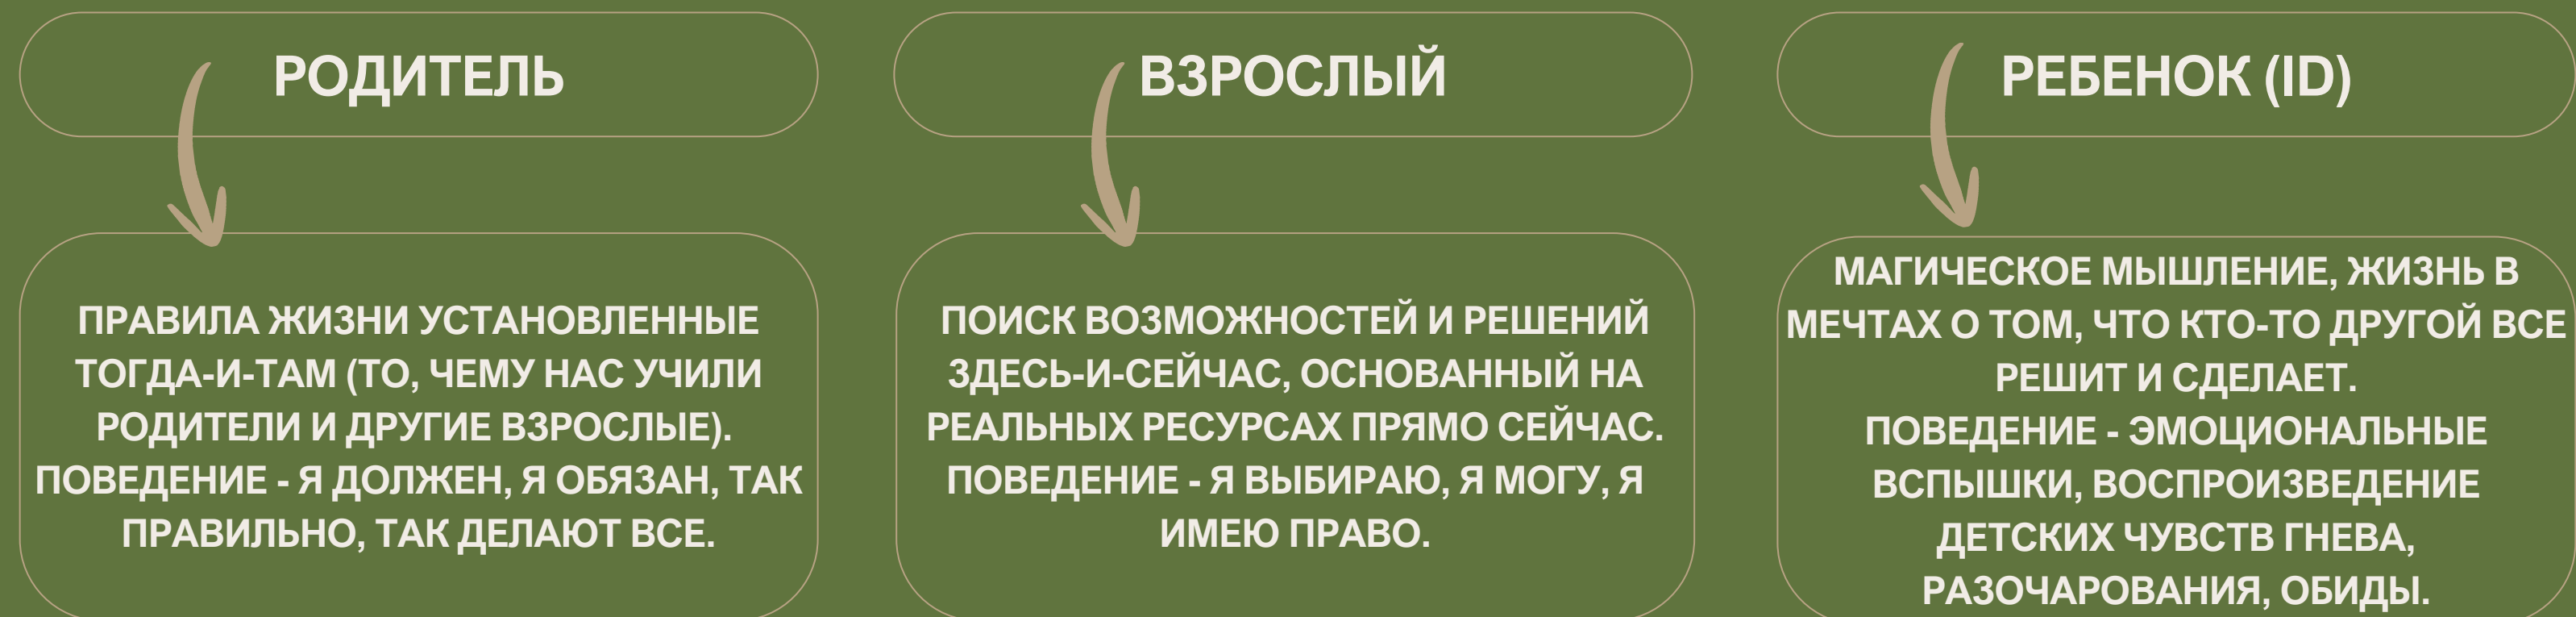 РОДИТЕЛЬ
ПРАВИЛА ЖИЗНИ УСТАНОВЛЕННЫЕ
ТОГДА-И-ТАМ (ТО, ЧЕМУ НАС УЧИЛИ
РОДИТЕЛИ И ДРУГИЕ ВЗРОСЛЫЕ).
ПОВЕДЕНИЕ - Я ДОЛЖЕН, Я ОБЯЗАН, ТАК
ПРАВИЛЬНО, ТАК ДЕЛАЮТ ВСЕ.
ВЗРОСЛЫЙ
ПОИСК ВОЗМОЖНОСТЕЙ И РЕШЕНИЙ
ЗДЕСЬ-И-СЕЙЧАС, ОСНОВАННЫЙ НА
РЕАЛЬНЫХ РЕСУРСАХ ПРЯМО СЕЙЧАС.
ПОВЕДЕНИЕ - Я ВЫБИРАЮ, Я МОГУ, Я
ИМЕЮ ПРАВО.
РЕБЕНОК (ID)
МАГИЧЕСКОЕ МЫШЛЕНИЕ, ЖИЗНЬ В
МЕЧТАХ О ТОМ, ЧТО КТО-ТО ДРУГОЙ ВСЕ
РЕШИТ И СДЕЛАЕТ.
ПОВЕДЕНИЕ - ЭМОЦИОНАЛЬНЫЕ
ВСПЫШКИ, ВОСПРОИЗВЕДЕНИЕ
ДЕТСКИХ ЧУВСТВ ГНЕВА,
РАЗОЧАРОВАНИЯ, ОБИДЫ.